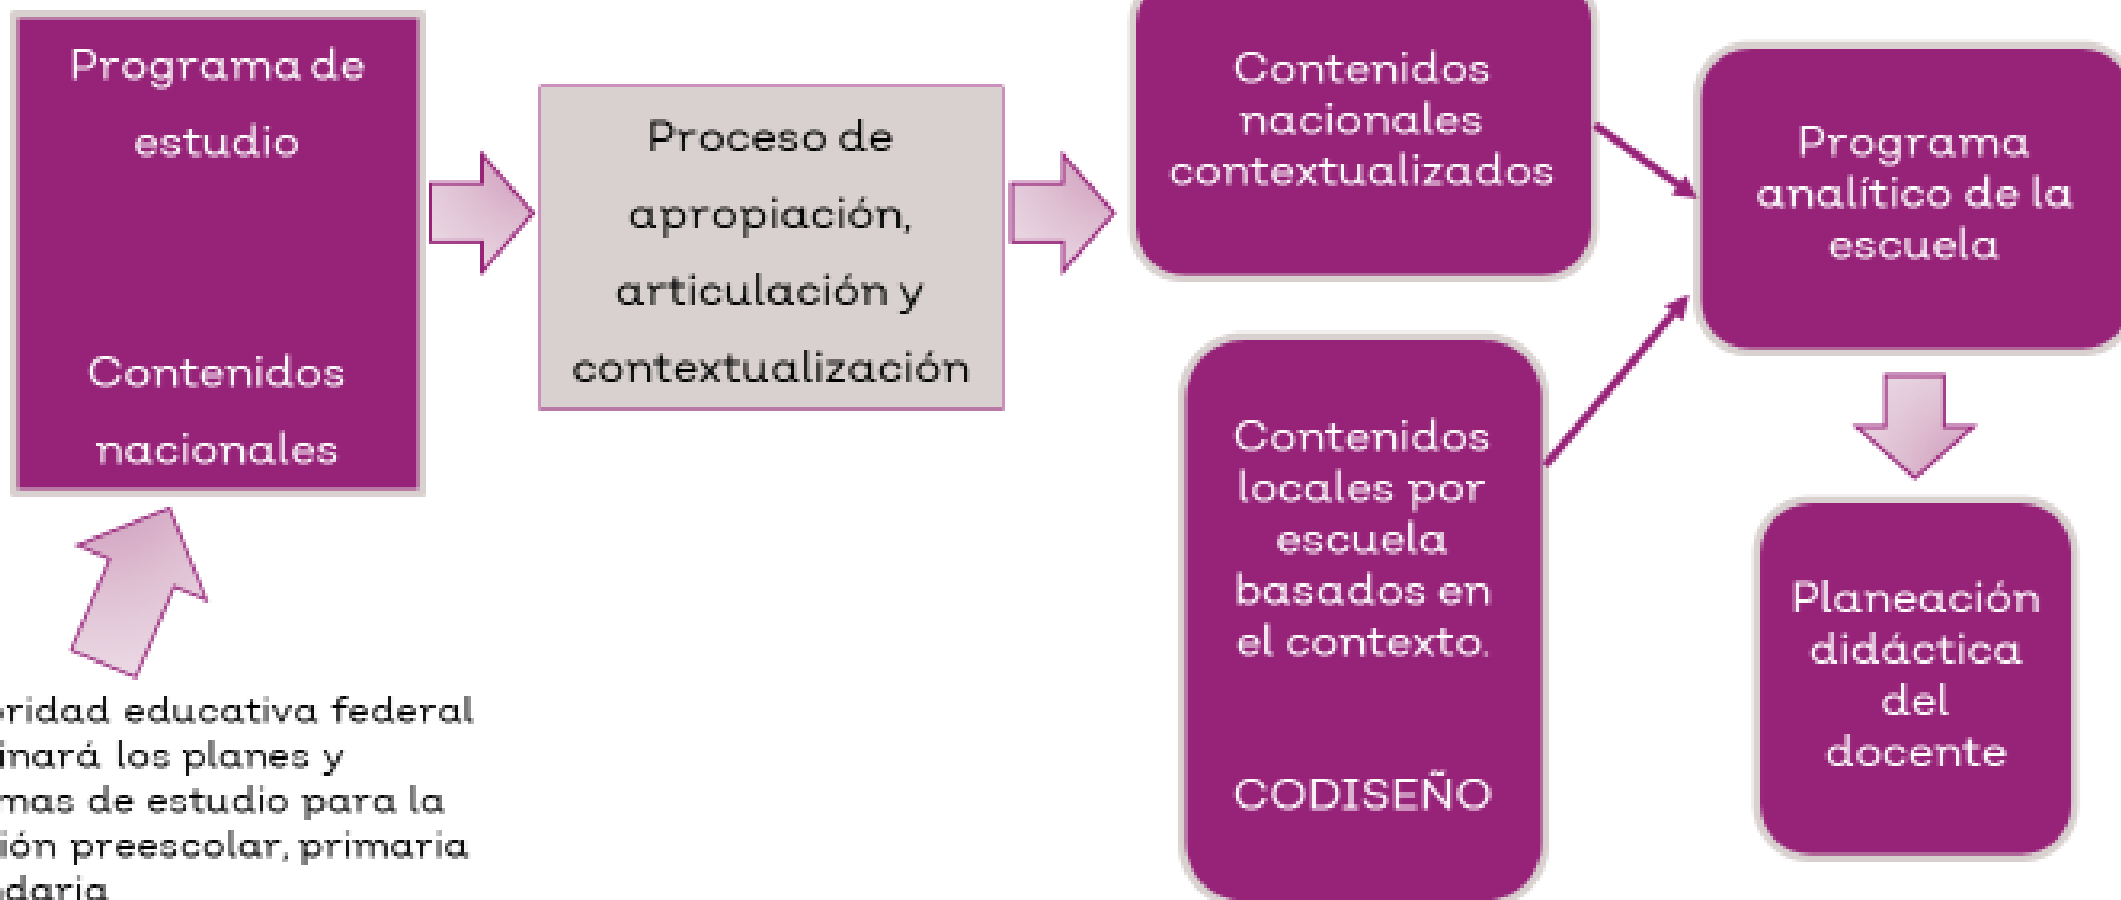 Programa de
estudio
Contenidos
nacionales
Proceso de
apropiación,
articulación y
contextualización
Contenidos
nacionales
contextualizados
Contenidos
locales por
escuela
basados en
el contexto.
CODISEÑO
Programa
analítico de la
escuela
Planeación
didáctica
del
docente
educativa federal
los planes y
de estudio para la
preescolar, primaria